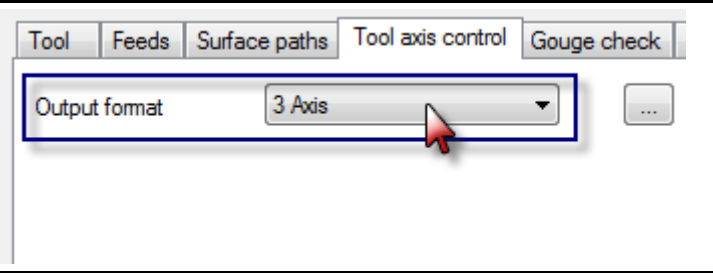 Tool Feeds Surface paths Tool axis control Gouge check
Output format 3 Axis ...